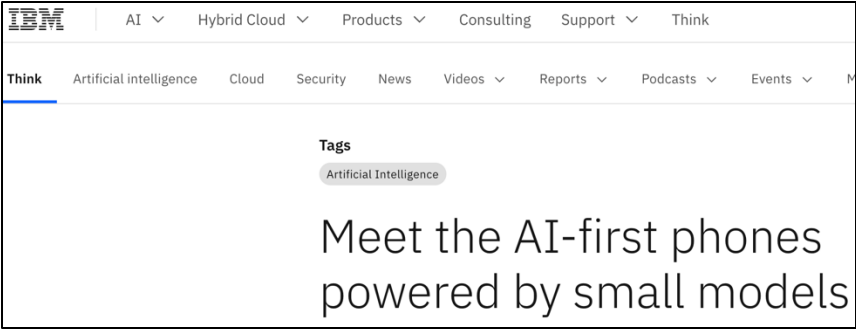 IBM AI Hybrid Cloud Products Consulting Support Think
Think Artificial intelligence Cloud Security News Videos Reports Podcasts Events M
Tags
Artificial Intelligence
Meet the AI-first phones
powered by small models